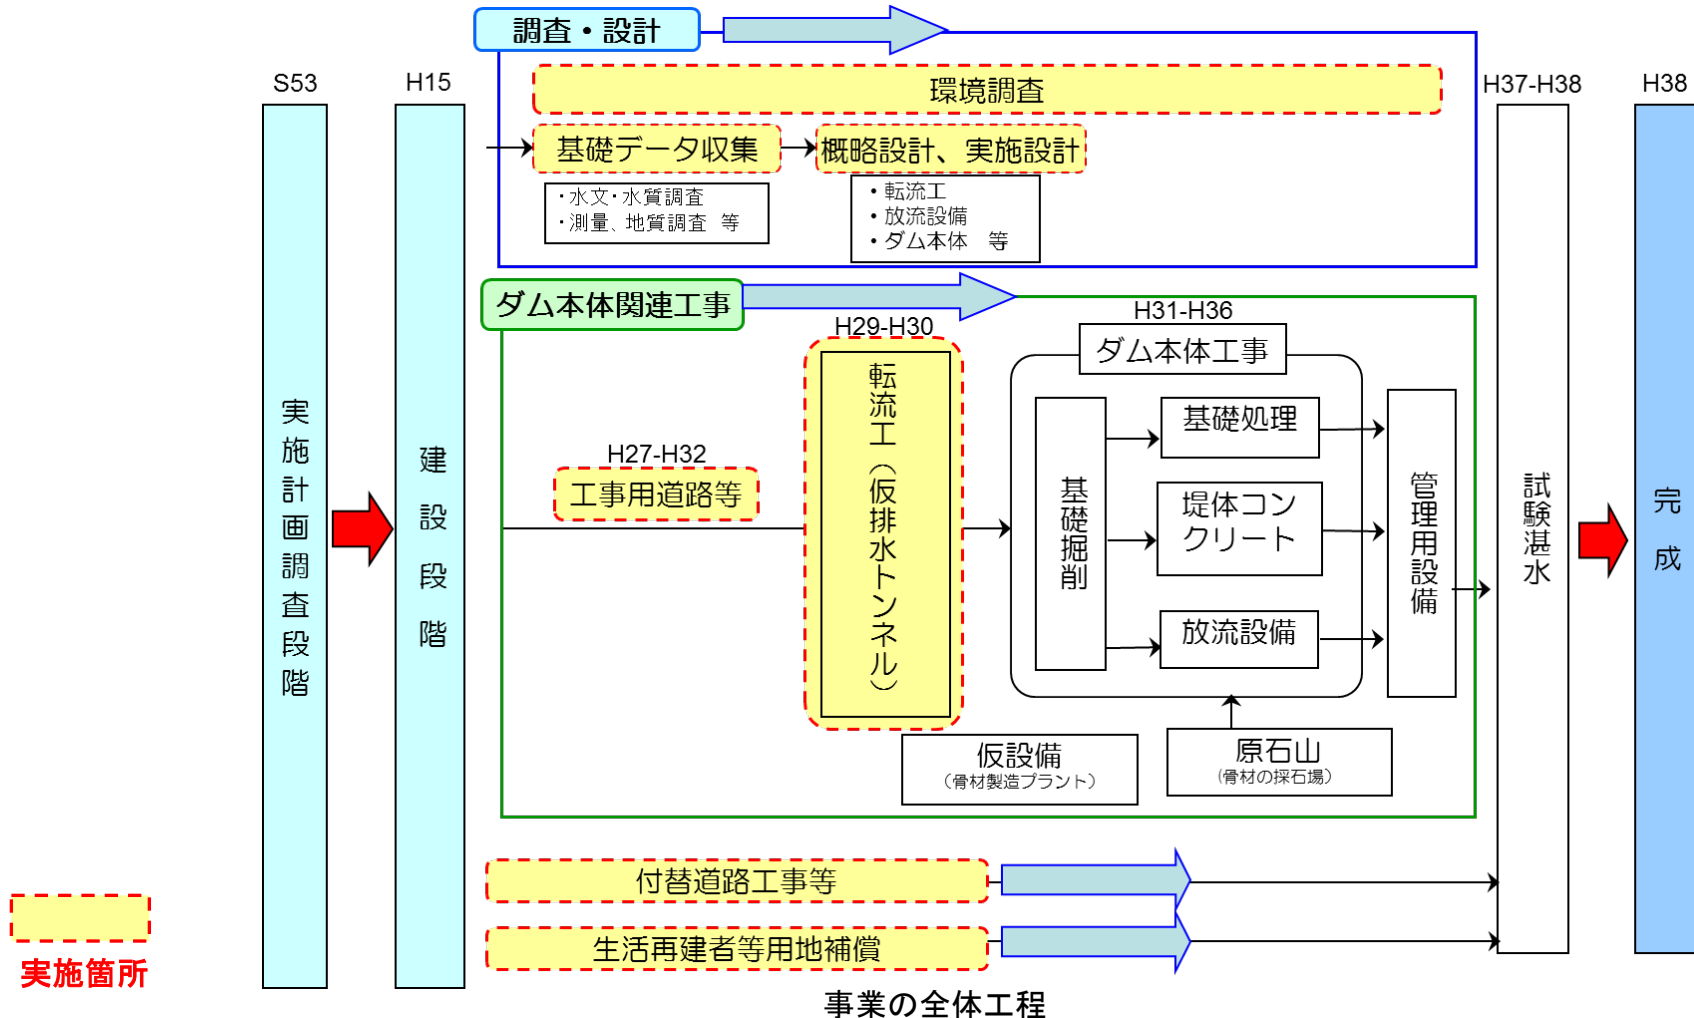 調査・設計
S53
H15
環境調査
H37-H38
H38
基礎データ収集
概略設計、実施設計
・水文・水質調査
・測量、地質調査　等
・転流工
・放流設備
・ダム本体　等
ダム本体関連工事
H29-H30
H31-H36
ダム本体工事
実施計画調査段階
建設段階
H27-H32
工事用道路等
転流工（仮排水トンネル）
基礎掘削
基礎処理
堤体コン
クリート
放流設備
管理用設備
試験湛水
完成
仮設備
（骨材製造プラント）
原石山
（骨材の採石場）
付替道路工事等
生活再建者等用地補償
実施箇所
事業の全体工程